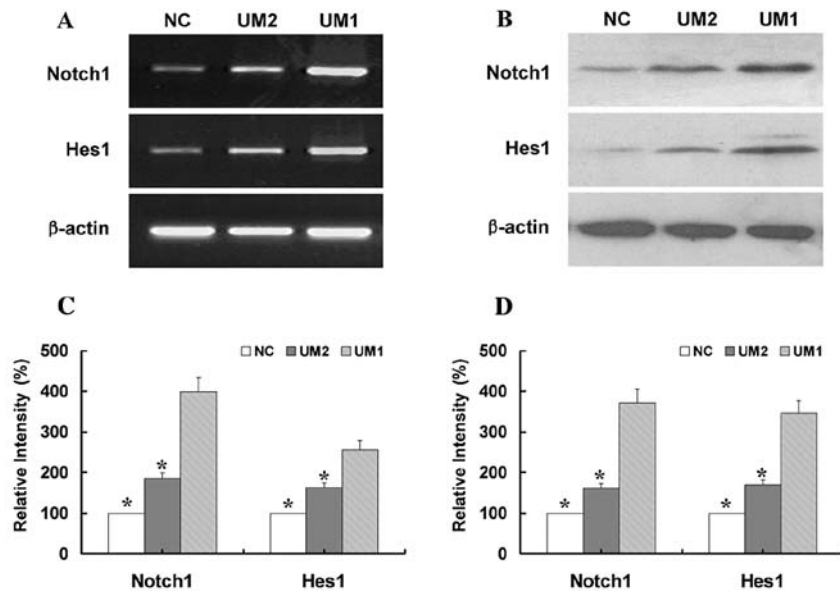 A
NC UM2 UM1
Notch1
Hes1
β-actin
B
NC UM2 UM1
Notch1
Hes1
β-actin
C
Relative Intensity (%)
500
400
300
200
100
0
NC UM2 UM1
* * * *
Notch1 Hes1
D
Relative Intensity (%)
500
400
300
200
100
0
NC UM2 UM1
* * * *
Notch1 Hes1